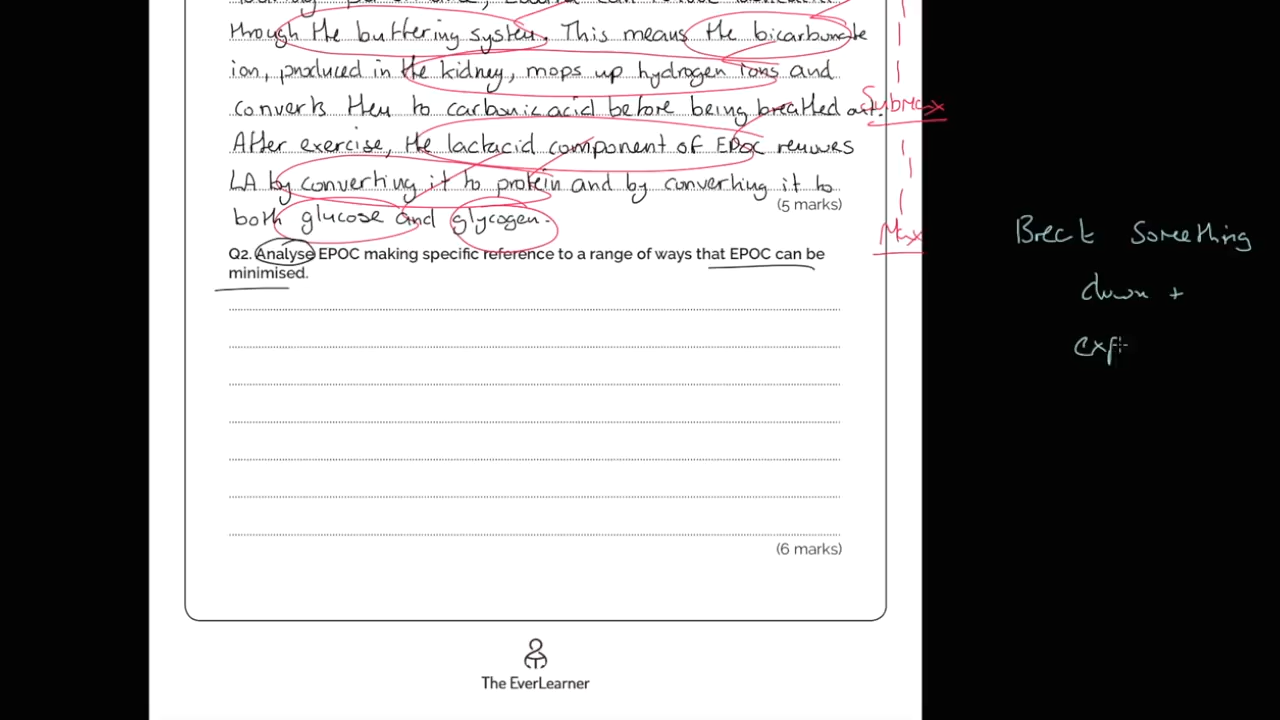 through the buffering system. This means the bicarbonate
ion, produced in the kidney, mops up hydrogen ions and
converts them to carbonic acid before being breathed out.
Submax
After exercise, the lactacid component of EPOC removes
LA by converting it to protein and by converting it to
(5 marks)
both glucose and glycogen.
Max
Q2. Analyse EPOC making specific reference to a range of ways that EPOC can be
minimised.
Break Something
down +
exp
(6 marks)
The EverLearner